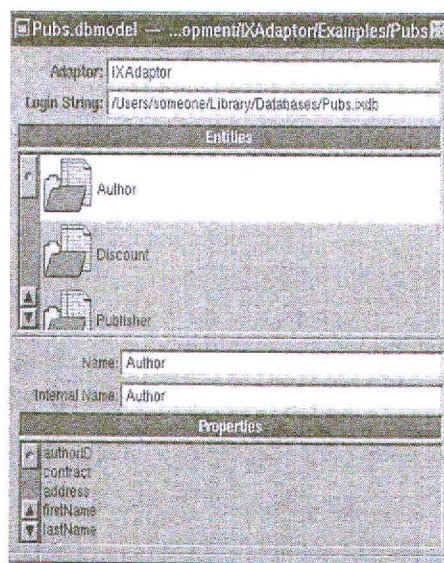 Pubs.dbmodel — ...opment/IXAdaptor/Examples/Pubs
Adaptor: IXAdaptor
Login String: /Users/someone/Library/Databases/Pubs.ixdb
Entities
Author
Discount
Publisher
Name: Author
Internal Name: Author
Properties
authorID
contract
address
firstName
lastName